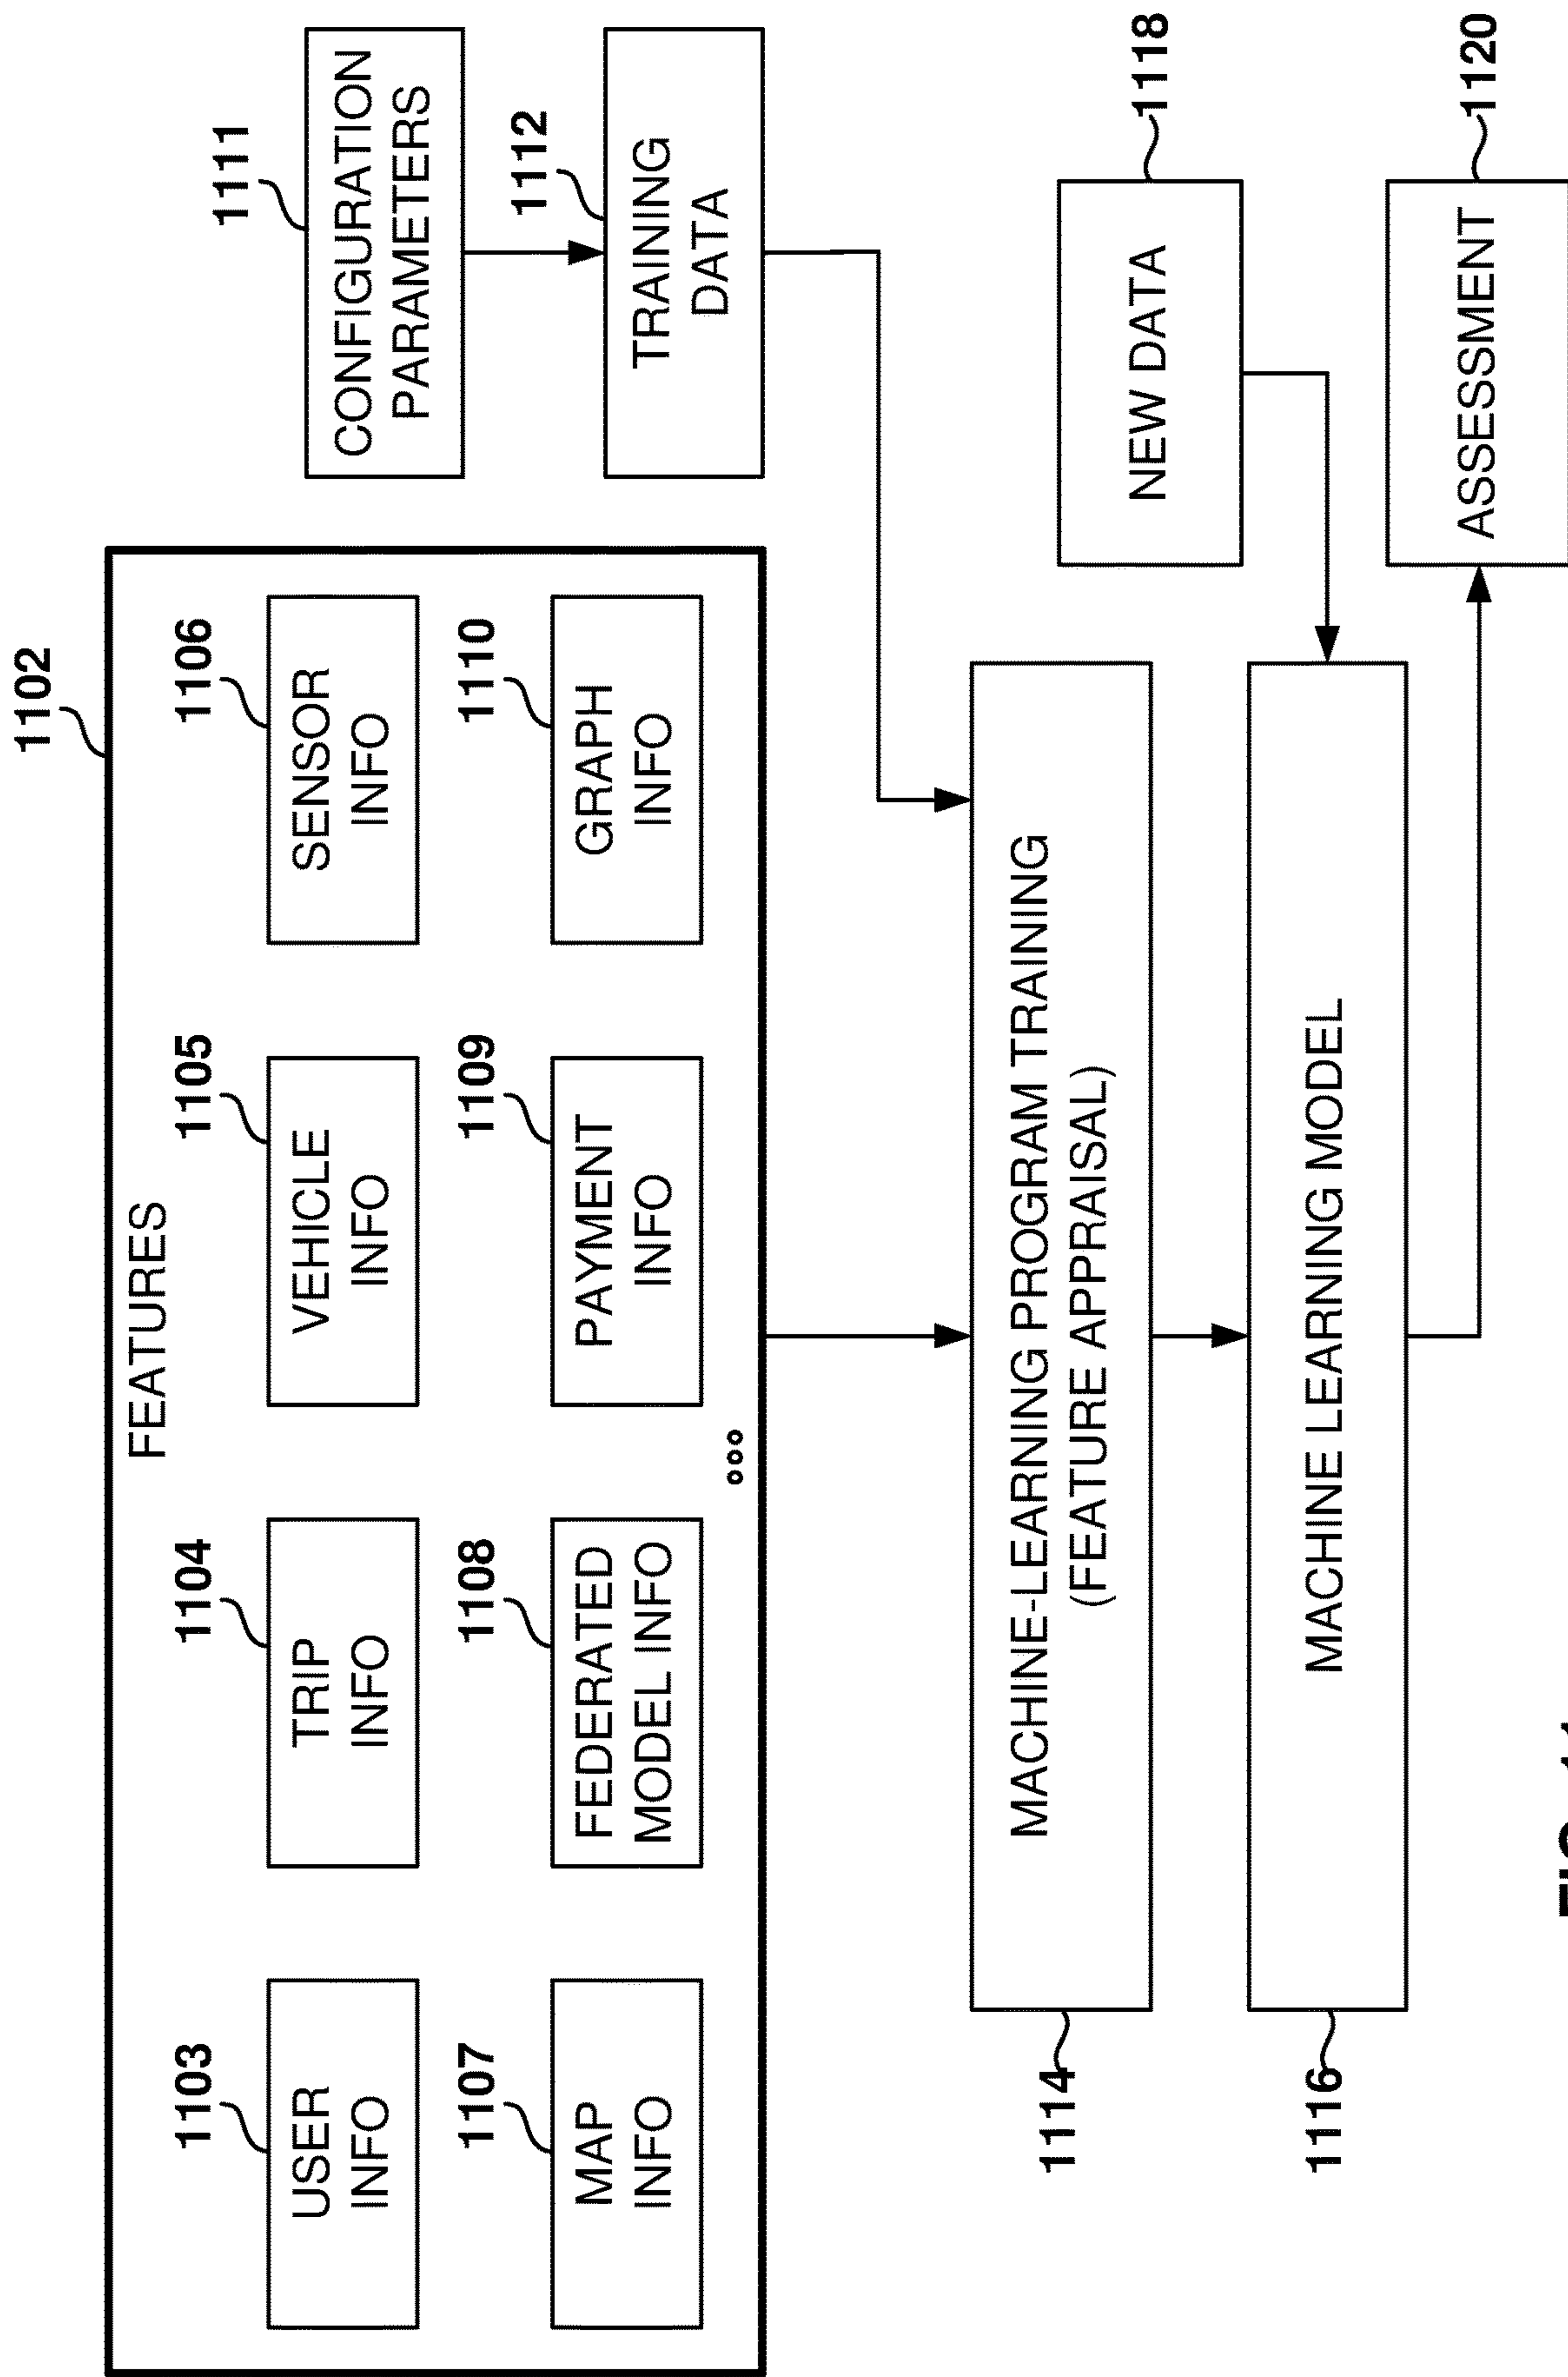 1102
FEATURES
1103
USER
INFO
1104
TRIP
INFO
1105
VEHICLE
INFO
1106
SENSOR
INFO
1107
MAP
INFO
1108
FEDERATED
MODEL INFO
1109
PAYMENT
INFO
1110
GRAPH
INFO
1111
CONFIGURATION
PARAMETERS
1112
TRAINING
DATA
1114
MACHINE-LEARNING PROGRAM TRAINING
(FEATURE APPRAISAL)
1116
MACHINE LEARNING MODEL
NEW DATA
1118
ASSESSMENT
1120